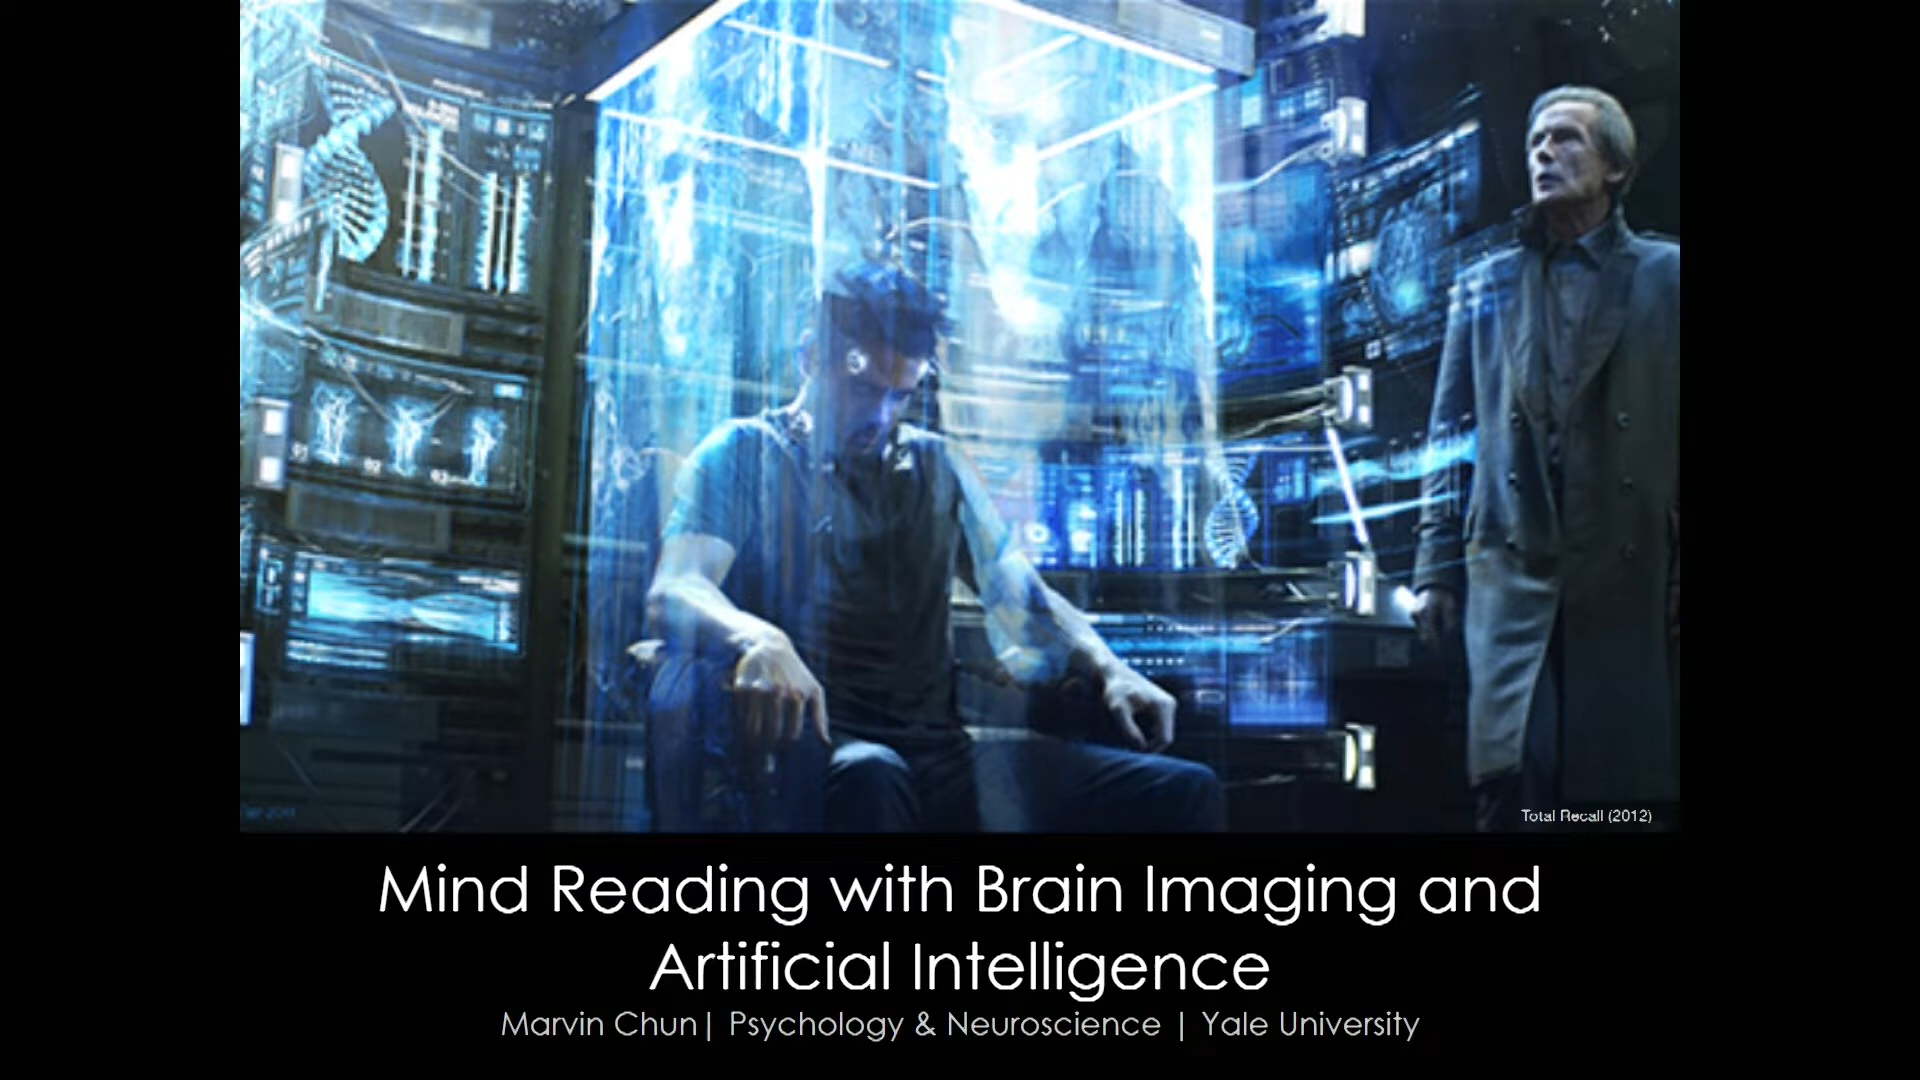 Total Recall (2012)
Mind Reading with Brain Imaging and
Artificial Intelligence
Marvin Chun| Psychology & Neuroscience | Yale University